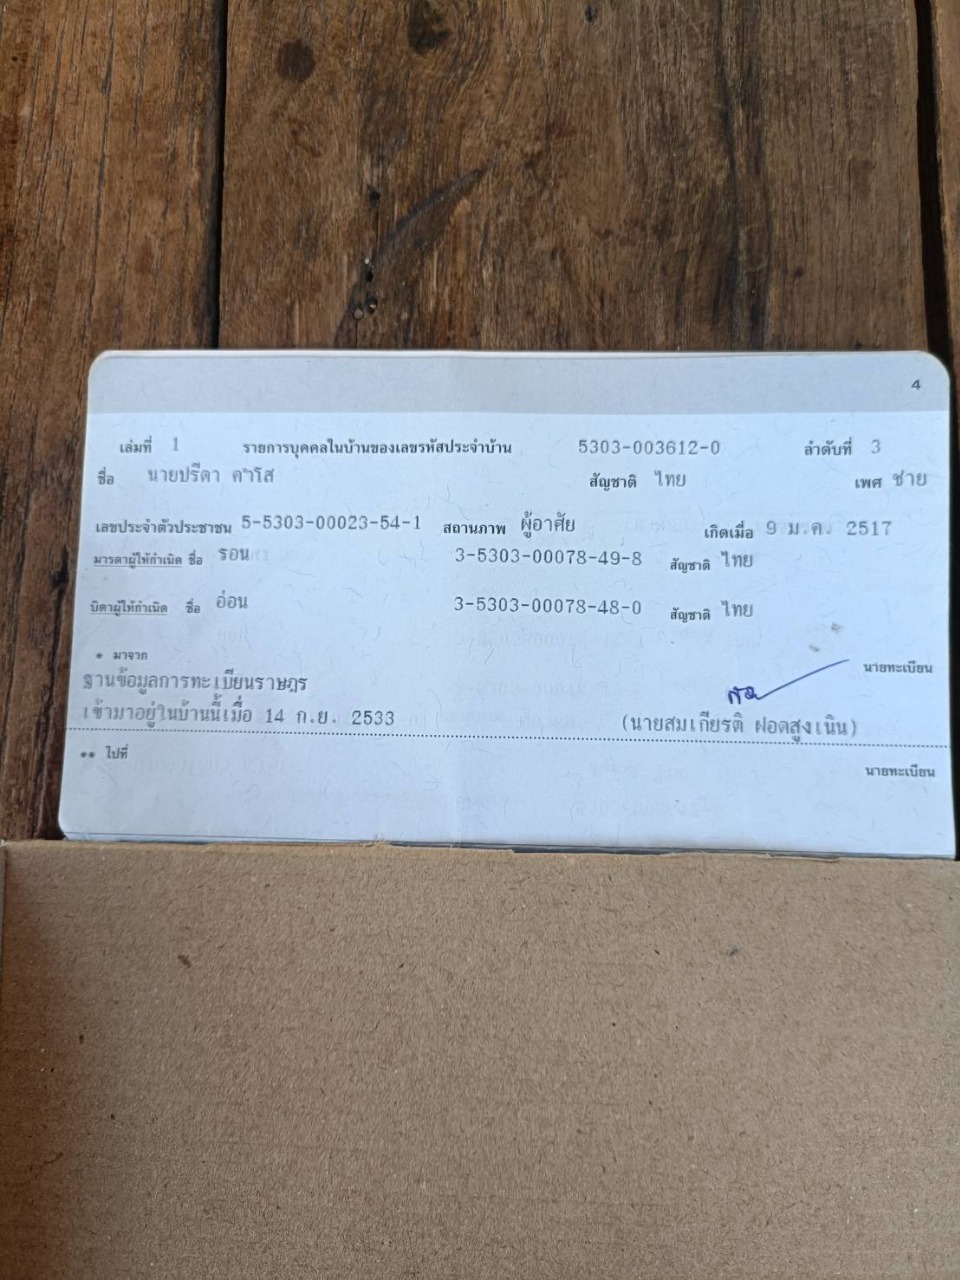 4
เล่มที่ 1 รายการบุคคลในบ้านของเลขรหัสประจำบ้าน 5303-003612-0 ลำดับที่ 3
ชื่อ นายปรีดา คาโส สัญชาติ ไทย เพศ ชาย
เลขประจำตัวประชาชน 5-5303-00023-54-1 สถานภาพ ผู้อาศัย เกิดเมื่อ 9 ม.ค. 2517
มารดาผู้ให้กำเนิด ชื่อ รอน 3-5303-00078-49-8 สัญชาติ ไทย
บิดาผู้ให้กำเนิด ชื่อ อ่อน 3-5303-00078-48-0 สัญชาติ ไทย
* มาจาก
ฐานข้อมูลการทะเบียนราษฎร นายทะเบียน
เข้ามาอยู่ในบ้านนี้เมื่อ 14 ก.ย. 2533 (นายสมเกียรติ ฝอดสูงเนิน)
** ไปที่
นายทะเบียน